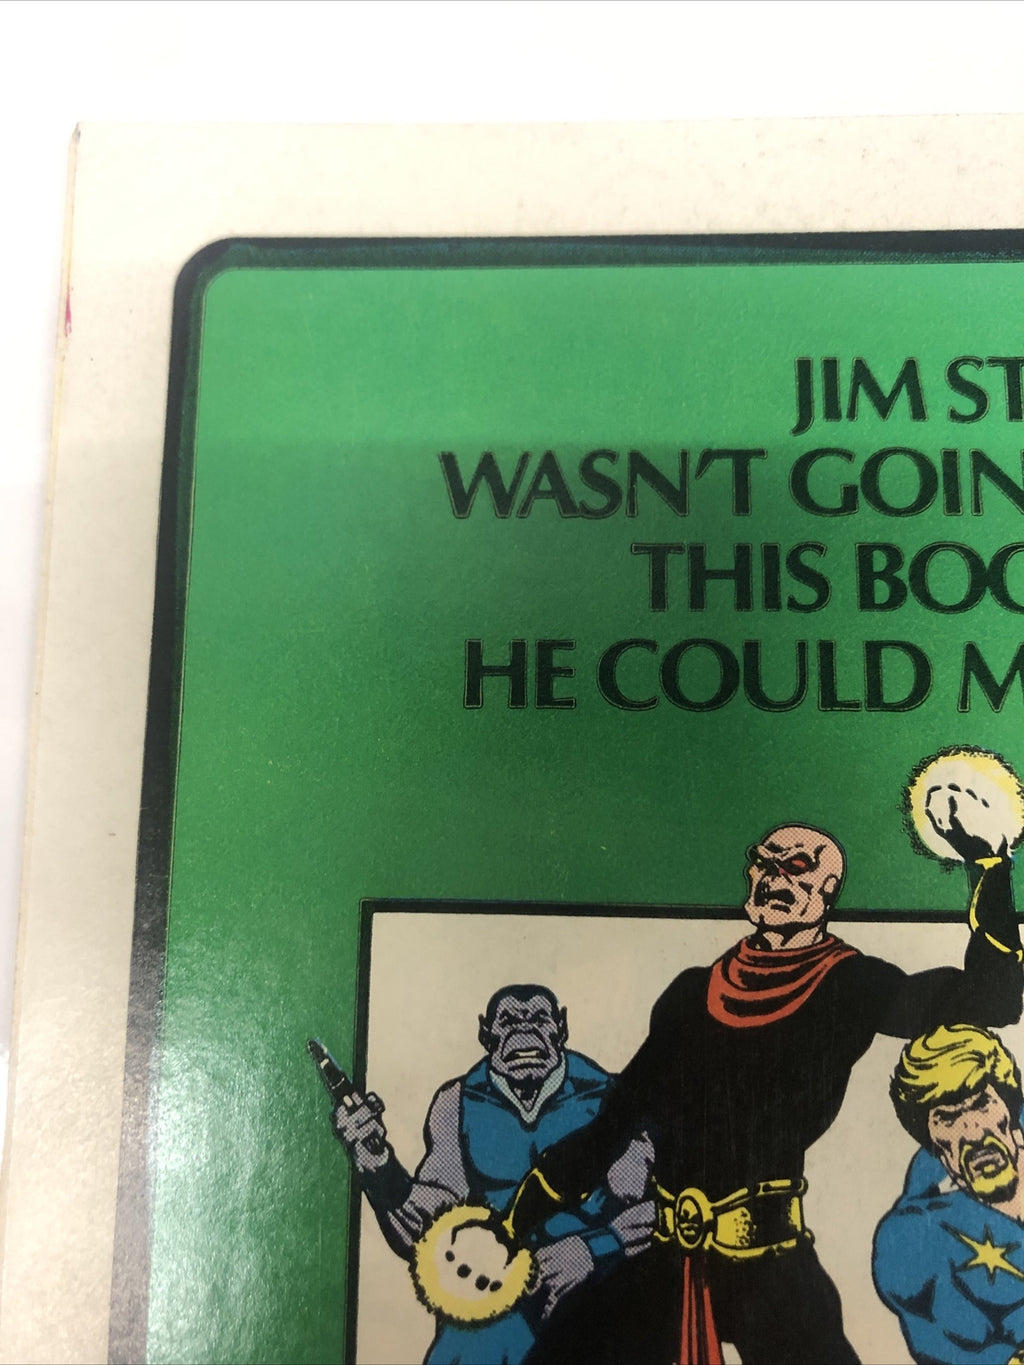 JIM ST
WASN'T GOIN
THIS BOO
HE COULD M